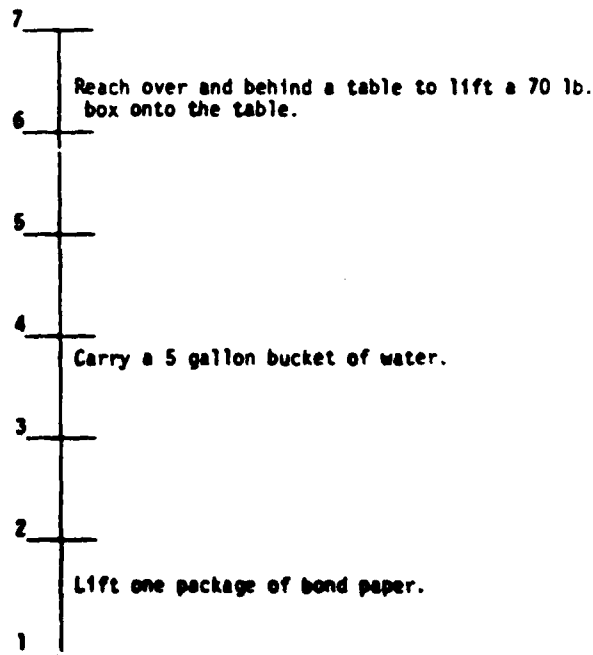 7
Reach over and behind a table to lift a 70 lb.
box onto the table.
6
5
4
Carry a 5 gallon bucket of water.
3
2
Lift one package of bond paper.
1